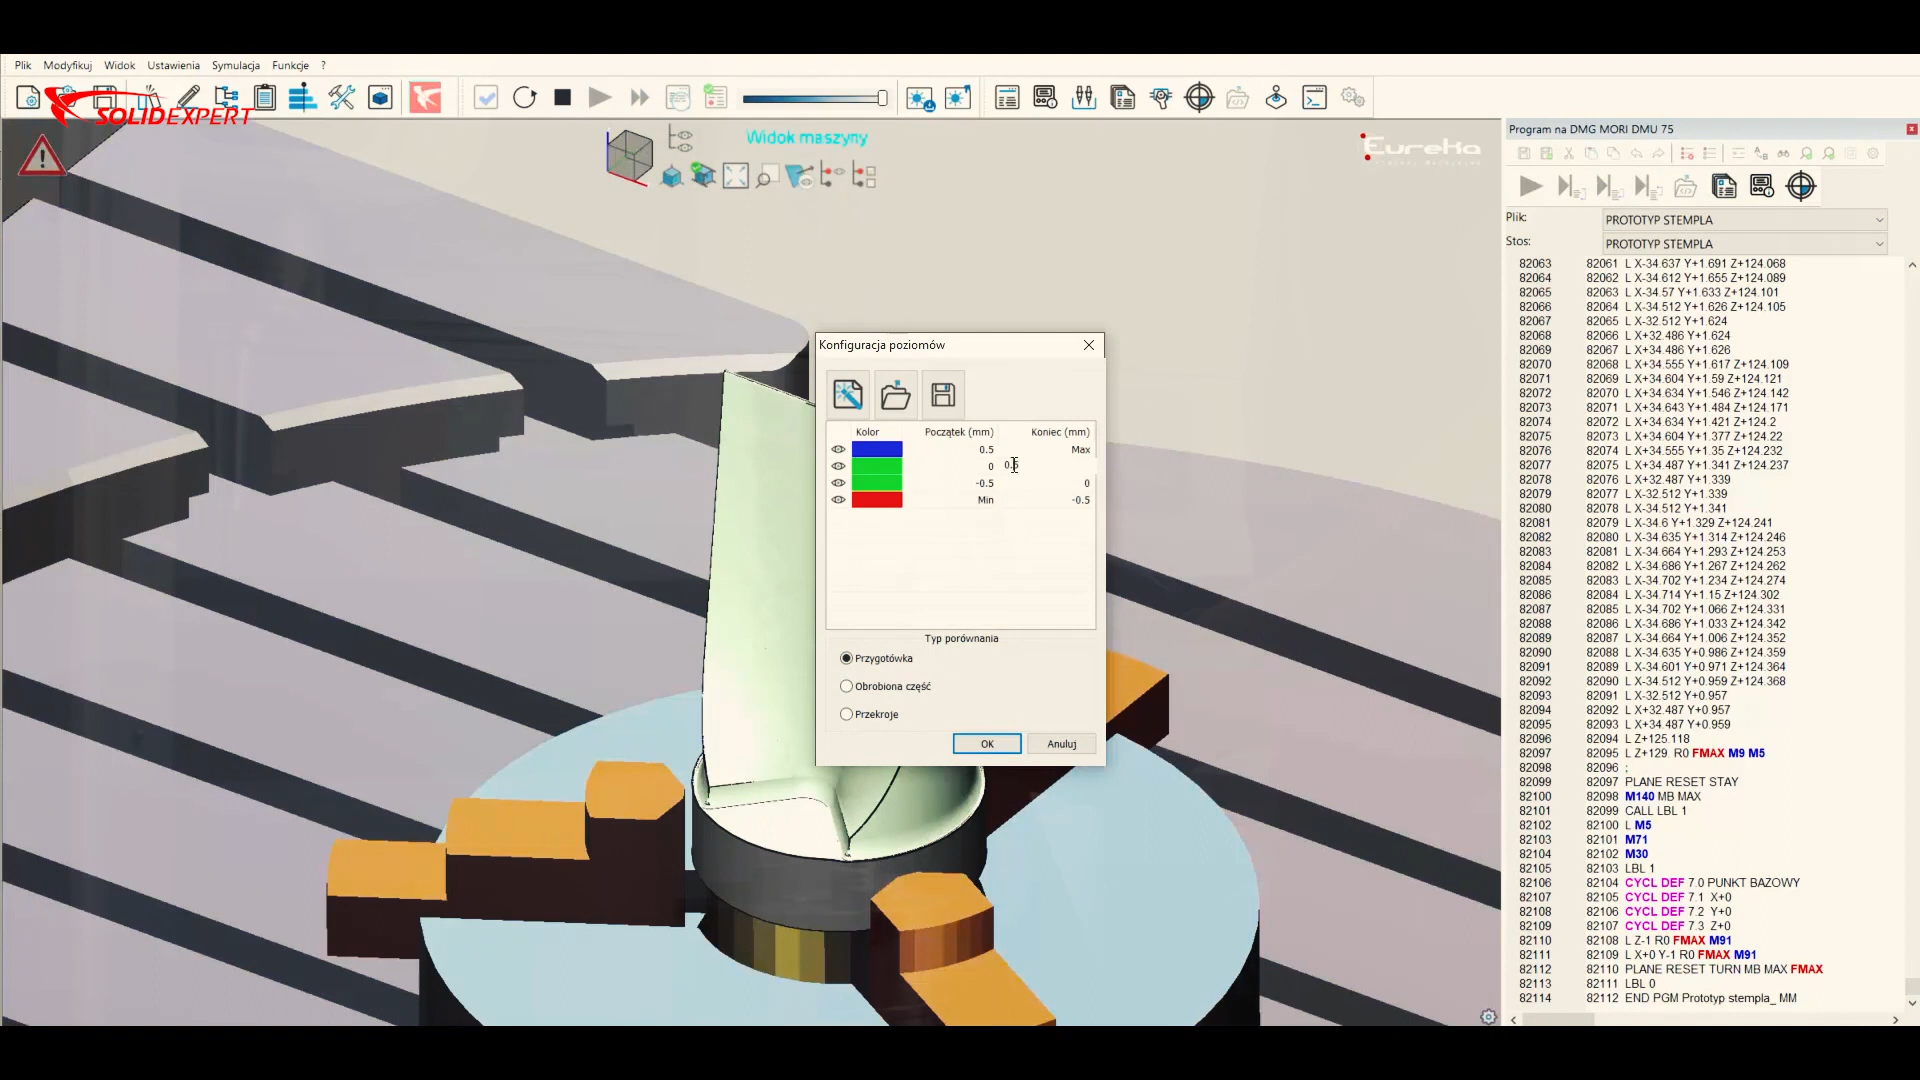 Plik Modyfikuj Widok Ustawienia Symulacja Funkcje ?
SOLIDEXPERT
Widok maszyny
EureKa
Konfiguracja poziomów
Kolor Początek (mm) Koniec (mm)
0.5 Max
0 0.5
-0.5 0
Min -0.5
Typ porównania
Przygotówka
Obrobiona część
Przekroje
OK Anuluj
Program na DMG MORI DMU 75
Plik: PROTOTYP STEMPLA
Stos: PROTOTYP STEMPLA
82063 82061 L X-34.637 Y+1.691 Z+124.068
82064 82062 L X-34.612 Y+1.655 Z+124.089
82065 82063 L X-34.57 Y+1.633 Z+124.101
82066 82064 L X-34.512 Y+1.626 Z+124.105
82067 82065 L X-32.512 Y+1.624
82068 82066 L X+32.486 Y+1.624
82069 82067 L X+34.486 Y+1.626
82070 82068 L X+34.555 Y+1.617 Z+124.109
82071 82069 L X+34.604 Y+1.59 Z+124.121
82072 82070 L X+34.634 Y+1.546 Z+124.142
82073 82071 L X+34.643 Y+1.484 Z+124.171
82074 82072 L X+34.634 Y+1.421 Z+124.2
82075 82073 L X+34.604 Y+1.377 Z+124.22
82076 82074 L X+34.555 Y+1.35 Z+124.232
82077 82075 L X+34.487 Y+1.341 Z+124.237
82078 82076 L X+32.487 Y+1.339
82079 82077 L X-32.512 Y+1.339
82080 82078 L X-34.512 Y+1.341
82081 82079 L X-34.6 Y+1.329 Z+124.241
82082 82080 L X-34.635 Y+1.314 Z+124.246
82083 82081 L X-34.664 Y+1.293 Z+124.253
82084 82082 L X-34.686 Y+1.267 Z+124.262
82085 82083 L X-34.702 Y+1.234 Z+124.274
82086 82084 L X-34.714 Y+1.15 Z+124.302
82087 82085 L X-34.702 Y+1.066 Z+124.331
82088 82086 L X-34.686 Y+1.033 Z+124.342
82089 82087 L X-34.664 Y+1.006 Z+124.352
82090 82088 L X-34.635 Y+0.986 Z+124.359
82091 82089 L X-34.601 Y+0.971 Z+124.364
82092 82090 L X-34.512 Y+0.959 Z+124.368
82093 82091 L X-32.512 Y+0.957
82094 82092 L X+32.487 Y+0.957
82095 82093 L X+34.487 Y+0.959
82096 82094 L Z+125.118
82097 82095 L Z+129 R0 FMAX M9 M5
82098 82096 ;
82099 82097 PLANE RESET STAY
82100 82098 M140 MB MAX
82101 82099 CALL LBL 1
82102 82100 L M5
82103 82101 M71
82104 82102 M30
82105 82103 LBL 1
82106 82104 CYCL DEF 7.0 PUNKT BAZOWY
82107 82105 CYCL DEF 7.1 X+0
82108 82106 CYCL DEF 7.2 Y+0
82109 82107 CYCL DEF 7.3 Z+0
82110 82108 L Z-1 R0 FMAX M91
82111 82109 L X+0 Y-1 R0 FMAX M91
82112 82110 PLANE RESET TURN MB MAX FMAX
82113 82111 LBL 0
82114 82112 END PGM Prototyp stempla_ MM